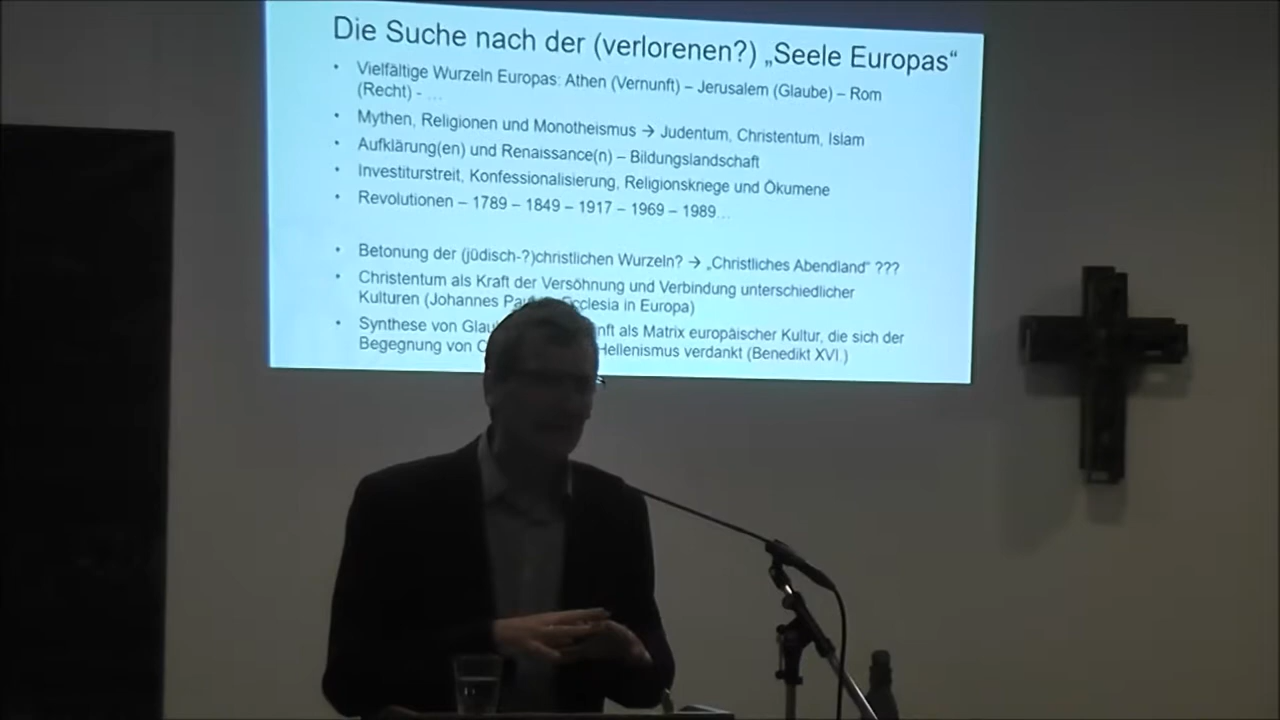 Die Suche nach der (verlorenen?) „Seele Europas“
• Vielfältige Wurzeln Europas: Athen (Vernunft) – Jerusalem (Glaube) – Rom
(Recht) - …
• Mythen, Religionen und Monotheismus → Judentum, Christentum, Islam
• Aufklärung(en) und Renaissance(n) – Bildungslandschaft
• Investiturstreit, Konfessionalisierung, Religionskriege und Ökumene
• Revolutionen – 1789 – 1849 – 1917 – 1969 – 1989…
• Betonung der (jüdisch-?)christlichen Wurzeln? → „Christliches Abendland“ ???
• Christentum als Kraft der Versöhnung und Verbindung unterschiedlicher
Kulturen (Johannes in Europa)
• Synthese von als Matrix europäischer Kultur, die sich der
Begegnung von Hellenismus verdankt (Benedikt XVI.)